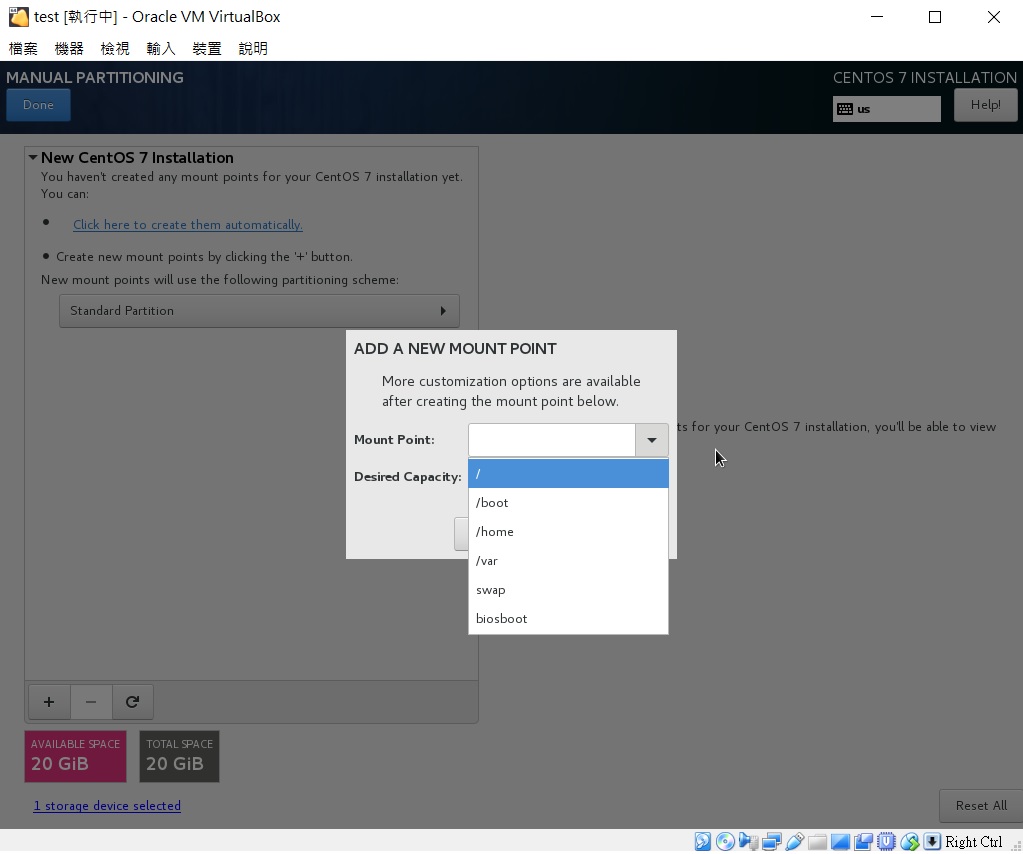 test [執行中] - Oracle VM VirtualBox
檔案 機器 檢視 輸入 裝置 說明
MANUAL PARTITIONING
CENTOS 7 INSTALLATION
Done
us
Help!
New CentOS 7 Installation
You haven't created any mount points for your CentOS 7 installation yet.
You can:
Click here to create them automatically.
Create new mount points by clicking the '+' button.
New mount points will use the following partitioning scheme:
Standard Partition
ADD A NEW MOUNT POINT
More customization options are available
after creating the mount point below.
Mount Point:
ts for your CentOS 7 installation, you'll be able to view
Desired Capacity:
/
/boot
/home
/var
swap
biosboot
AVAILABLE SPACE
20 GiB
TOTAL SPACE
20 GiB
1 storage device selected
Reset All
Right Ctrl